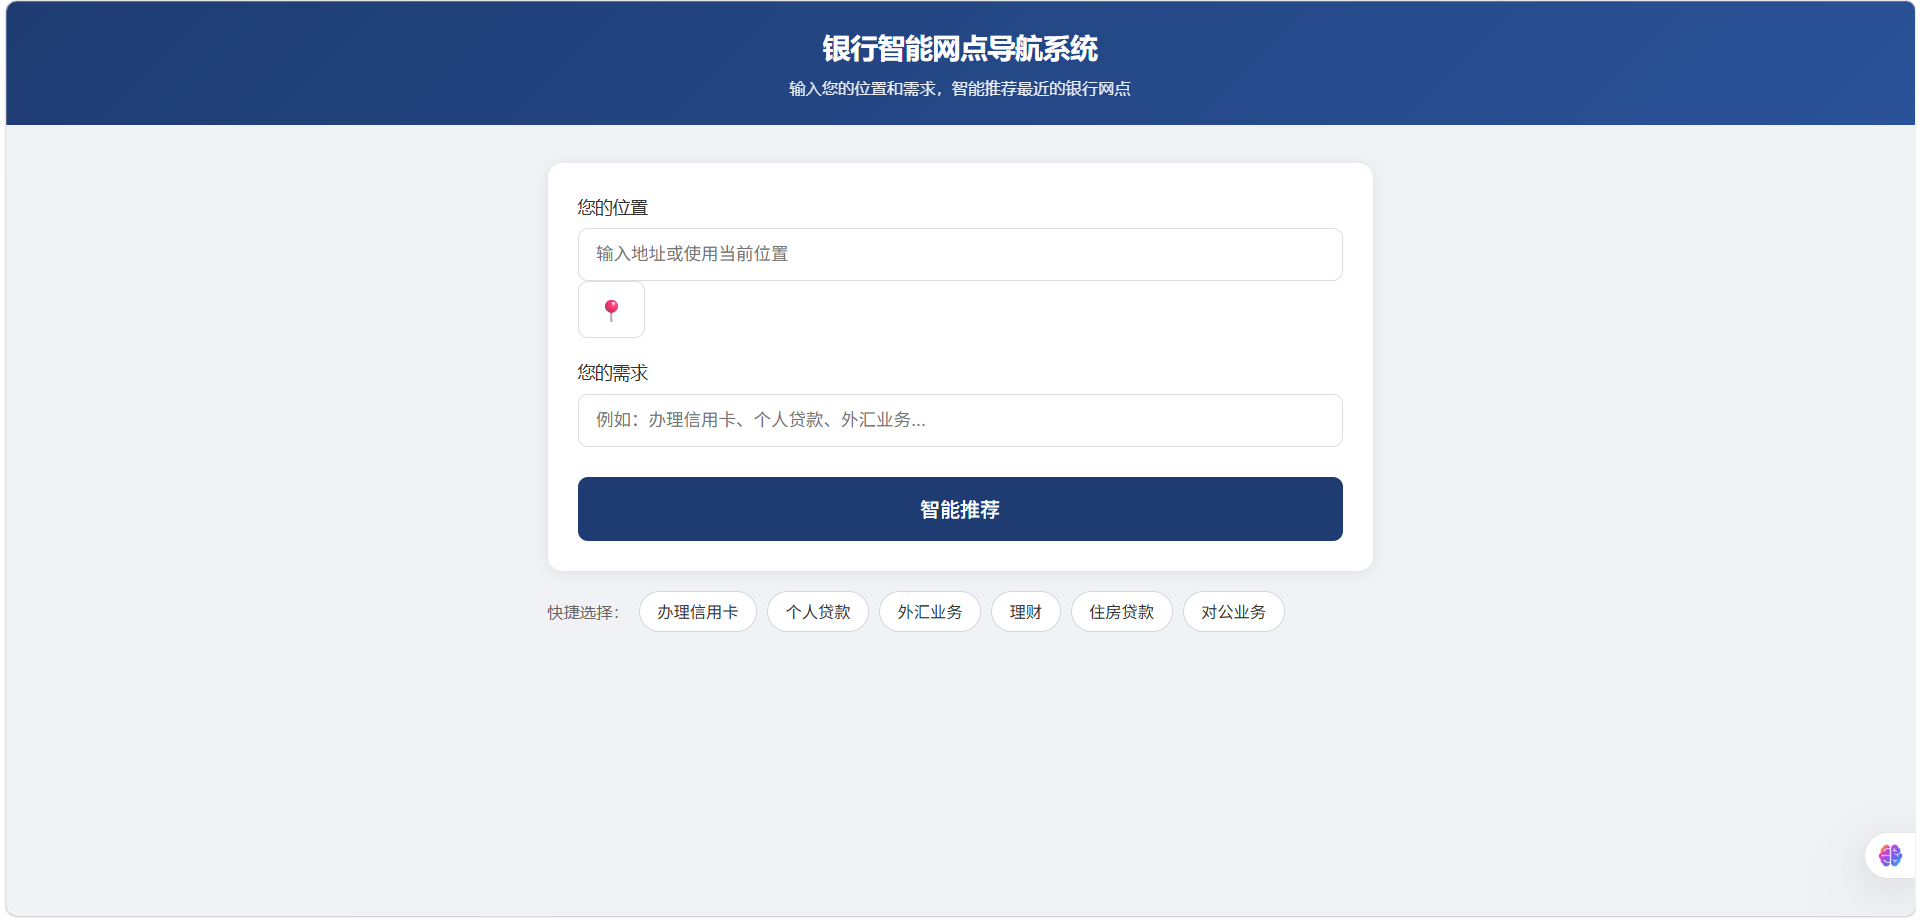 银行智能网点导航系统
输入您的位置和需求，智能推荐最近的银行网点
您的位置
输入地址或使用当前位置
您的需求
例如：办理信用卡、个人贷款、外汇业务...
智能推荐
快捷选择： 办理信用卡 个人贷款 外汇业务 理财 住房贷款 对公业务